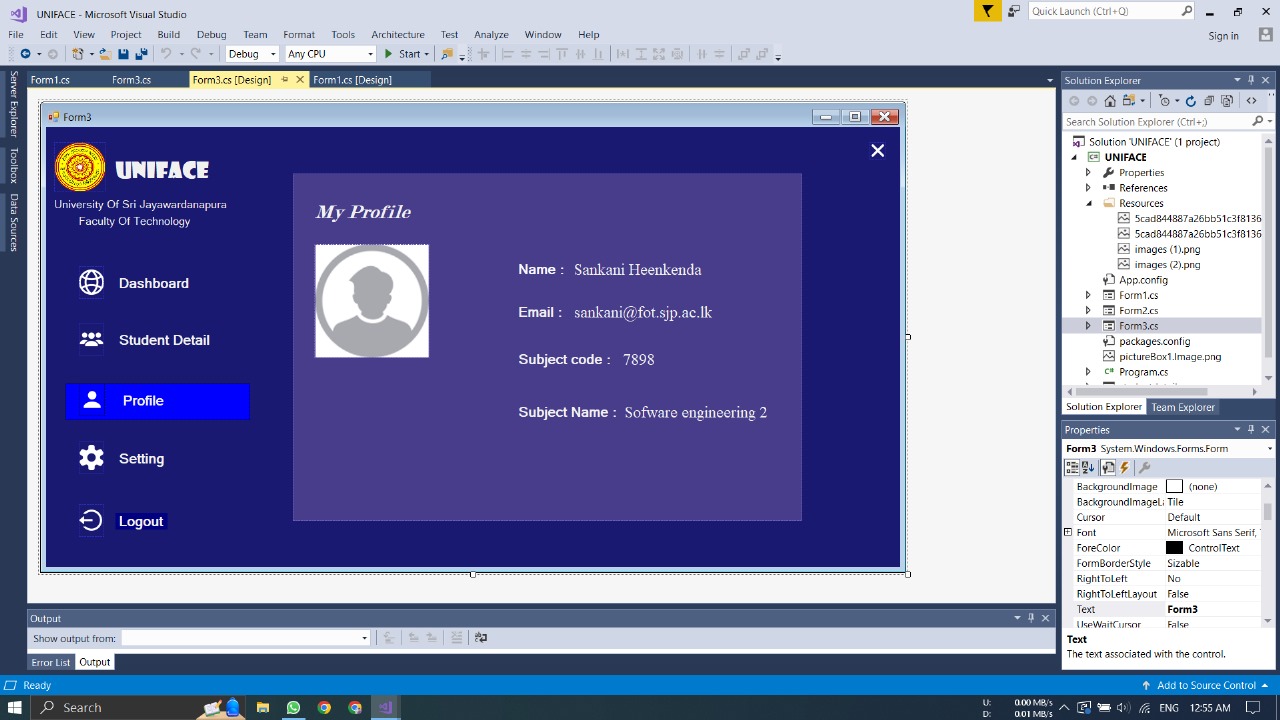 UNIFACE - Microsoft Visual Studio
Quick Launch (Ctrl+Q)
File Edit View Project Build Debug Team Format Tools Architecture Test Analyze Window Help
Sign in
Debug Any CPU Start
Server Explorer
Toolbox
Data Sources
Form1.cs Form3.cs Form3.cs [Design] Form1.cs [Design]
Form3
UNIFACE
University Of Sri Jayawardanapura
Faculty Of Technology
Dashboard
Student Detail
Profile
Setting
Logout
My Profile
Name : Sankani Heenkenda
Email : sankani@fot.sjp.ac.lk
Subject code : 7898
Subject Name : Sofware engineering 2
Solution Explorer
Search Solution Explorer (Ctrl+;)
Solution 'UNIFACE' (1 project)
UNIFACE
Properties
References
Resources
5cad844887a26bb51c3f8136
5cad844887a26bb51c3f8136
images (1).png
images (2).png
App.config
Form1.cs
Form2.cs
Form3.cs
packages.config
pictureBox1.Image.png
Program.cs
Solution Explorer Team Explorer
Properties
Form3 System.Windows.Forms.Form
BackgroundImage (none)
BackgroundImageL Tile
Cursor Default
Font Microsoft Sans Serif,
ForeColor ControlText
FormBorderStyle Sizable
RightToLeft No
RightToLeftLayout False
Text Form3
UseWaitCursor False
Text
The text associated with the control.
Output
Show output from:
Error List Output
Ready
Add to Source Control
Search
U: 0.00 MB/s
D: 0.01 MB/s
ENG 12:55 AM